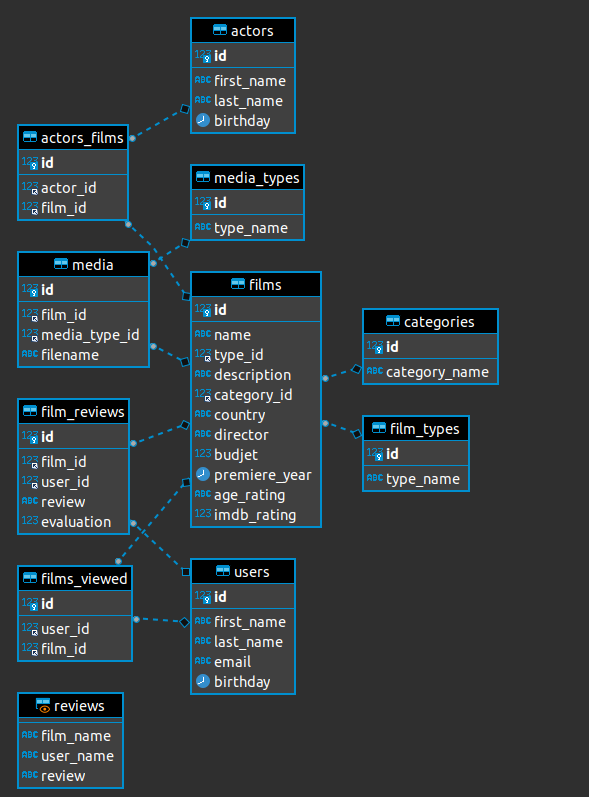 actors
id
first_name
last_name
birthday
actors_films
id
actor_id
film_id
media_types
id
type_name
media
id
film_id
media_type_id
filename
films
id
name
type_id
description
category_id
country
director
budjet
premiere_year
age_rating
imdb_rating
categories
id
category_name
film_types
id
type_name
film_reviews
id
film_id
user_id
review
evaluation
films_viewed
id
user_id
film_id
users
id
first_name
last_name
email
birthday
reviews
film_name
user_name
review